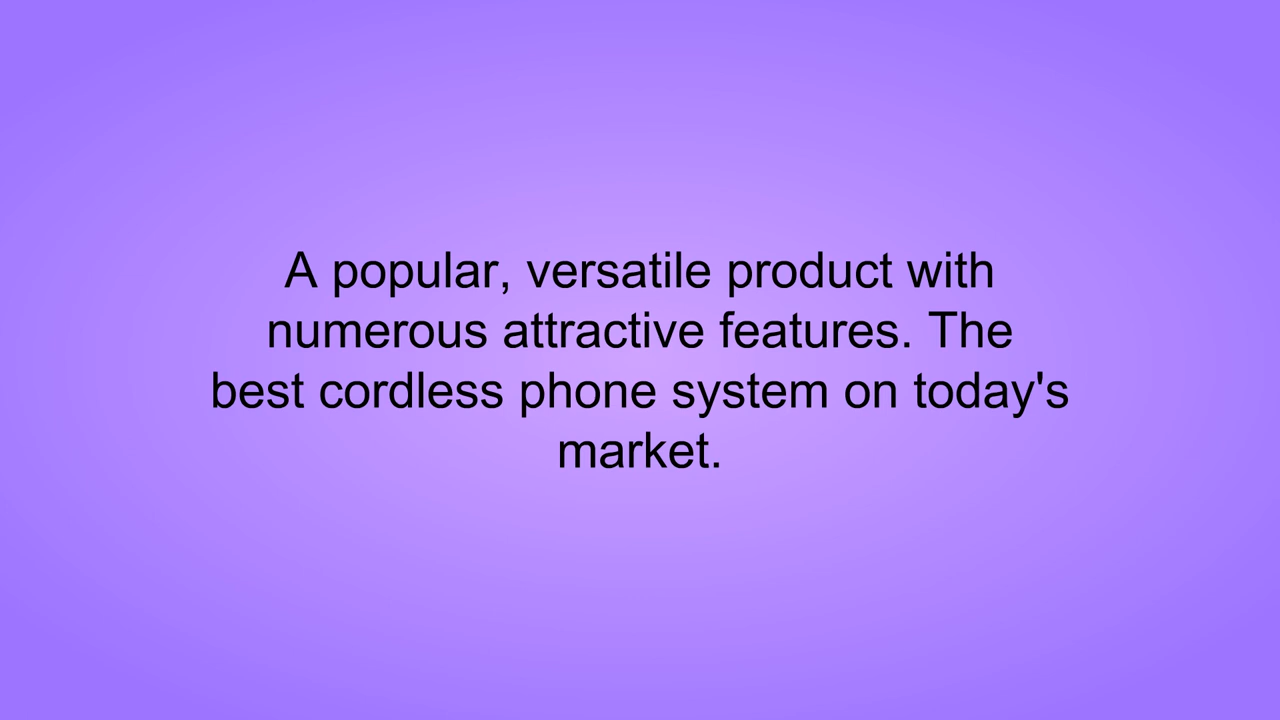 A popular, versatile product with
numerous attractive features. The
best cordless phone system on today's
market.